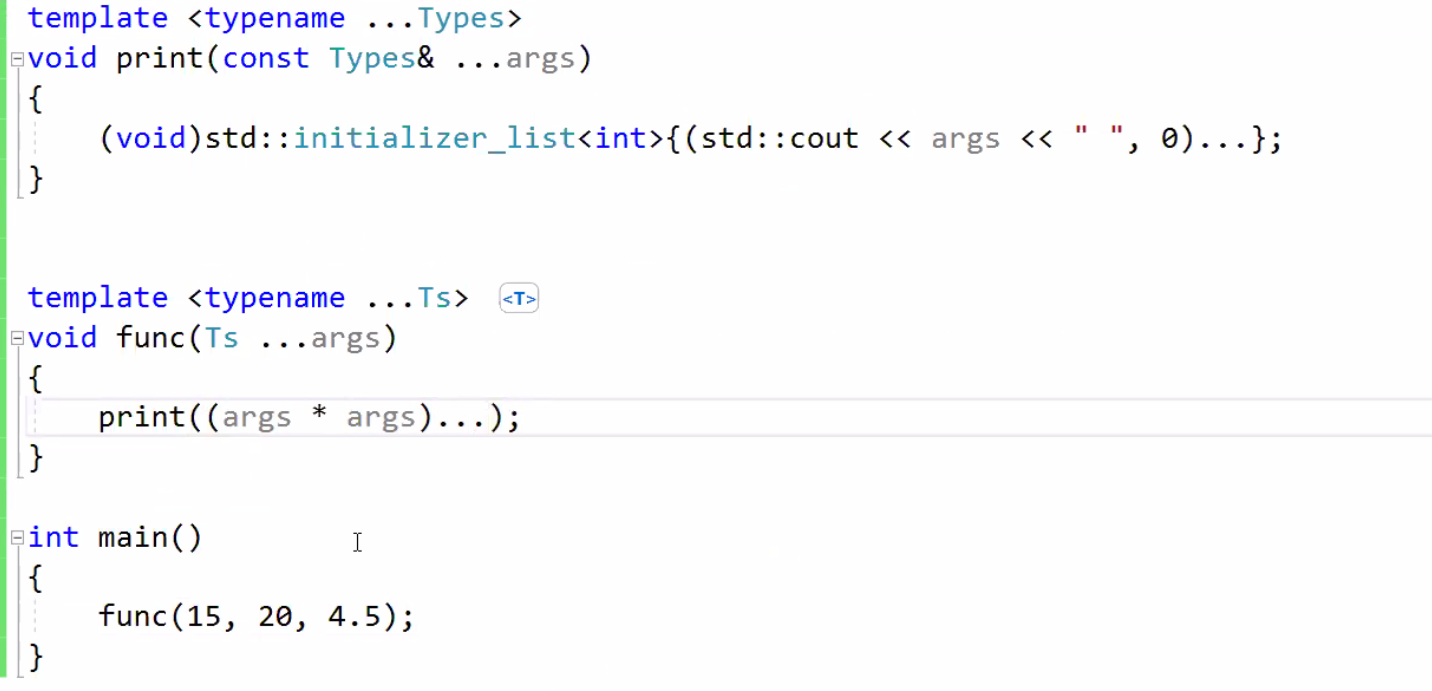 template <typename ...Types>
void print(const Types& ...args)
{
    (void)std::initializer_list<int>{(std::cout << args << " ", 0)...};
}
template <typename ...Ts> <T>
void func(Ts ...args)
{
    print((args * args)...);
}
int main()
{
    func(15, 20, 4.5);
}